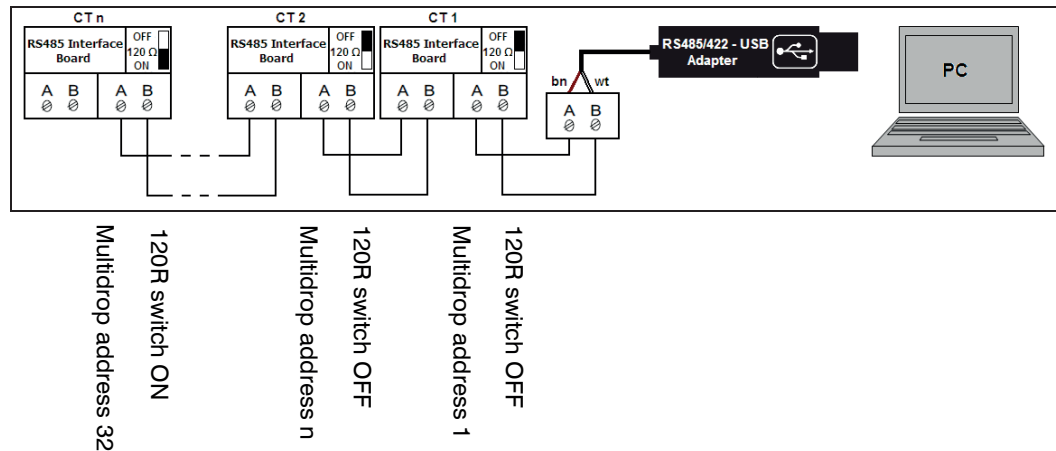 CT n
RS485 Interface
Board
OFF
120 Ω
ON
A B A B
CT 2
RS485 Interface
Board
OFF
120 Ω
ON
A B A B
CT 1
RS485 Interface
Board
OFF
120 Ω
ON
A B A B
bn wt
A B
RS485/422 - USB
Adapter
PC
120R switch ON
Multidrop address 32
120R switch OFF
Multidrop address n
120R switch OFF
Multidrop address 1